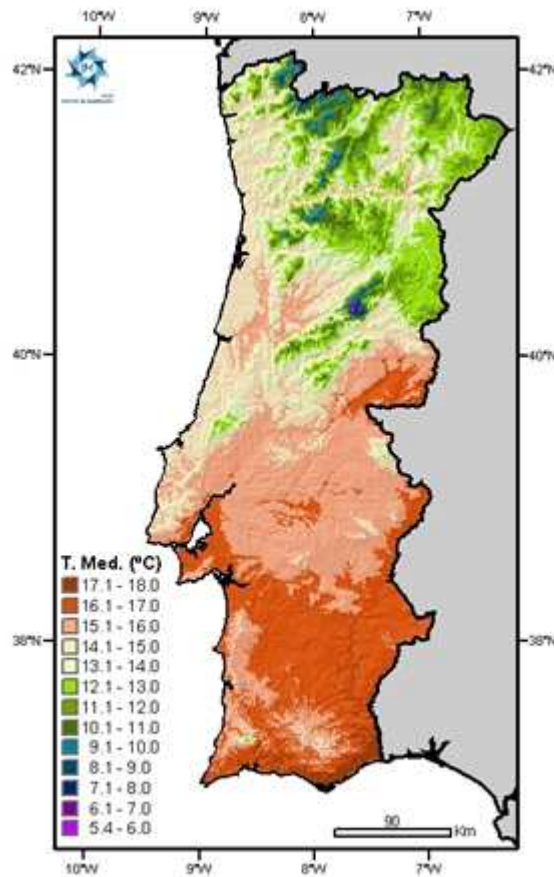 10°W 9°W 8°W 7°W
42°N 42°N
40°N 40°N
38°N 38°N
T. Med. (ºC)
17.1 - 18.0
16.1 - 17.0
15.1 - 16.0
14.1 - 15.0
13.1 - 14.0
12.1 - 13.0
11.1 - 12.0
10.1 - 11.0
9.1 - 10.0
8.1 - 9.0
7.1 - 8.0
6.1 - 7.0
5.4 - 6.0
90
Km
10°W 9°W 8°W 7°W